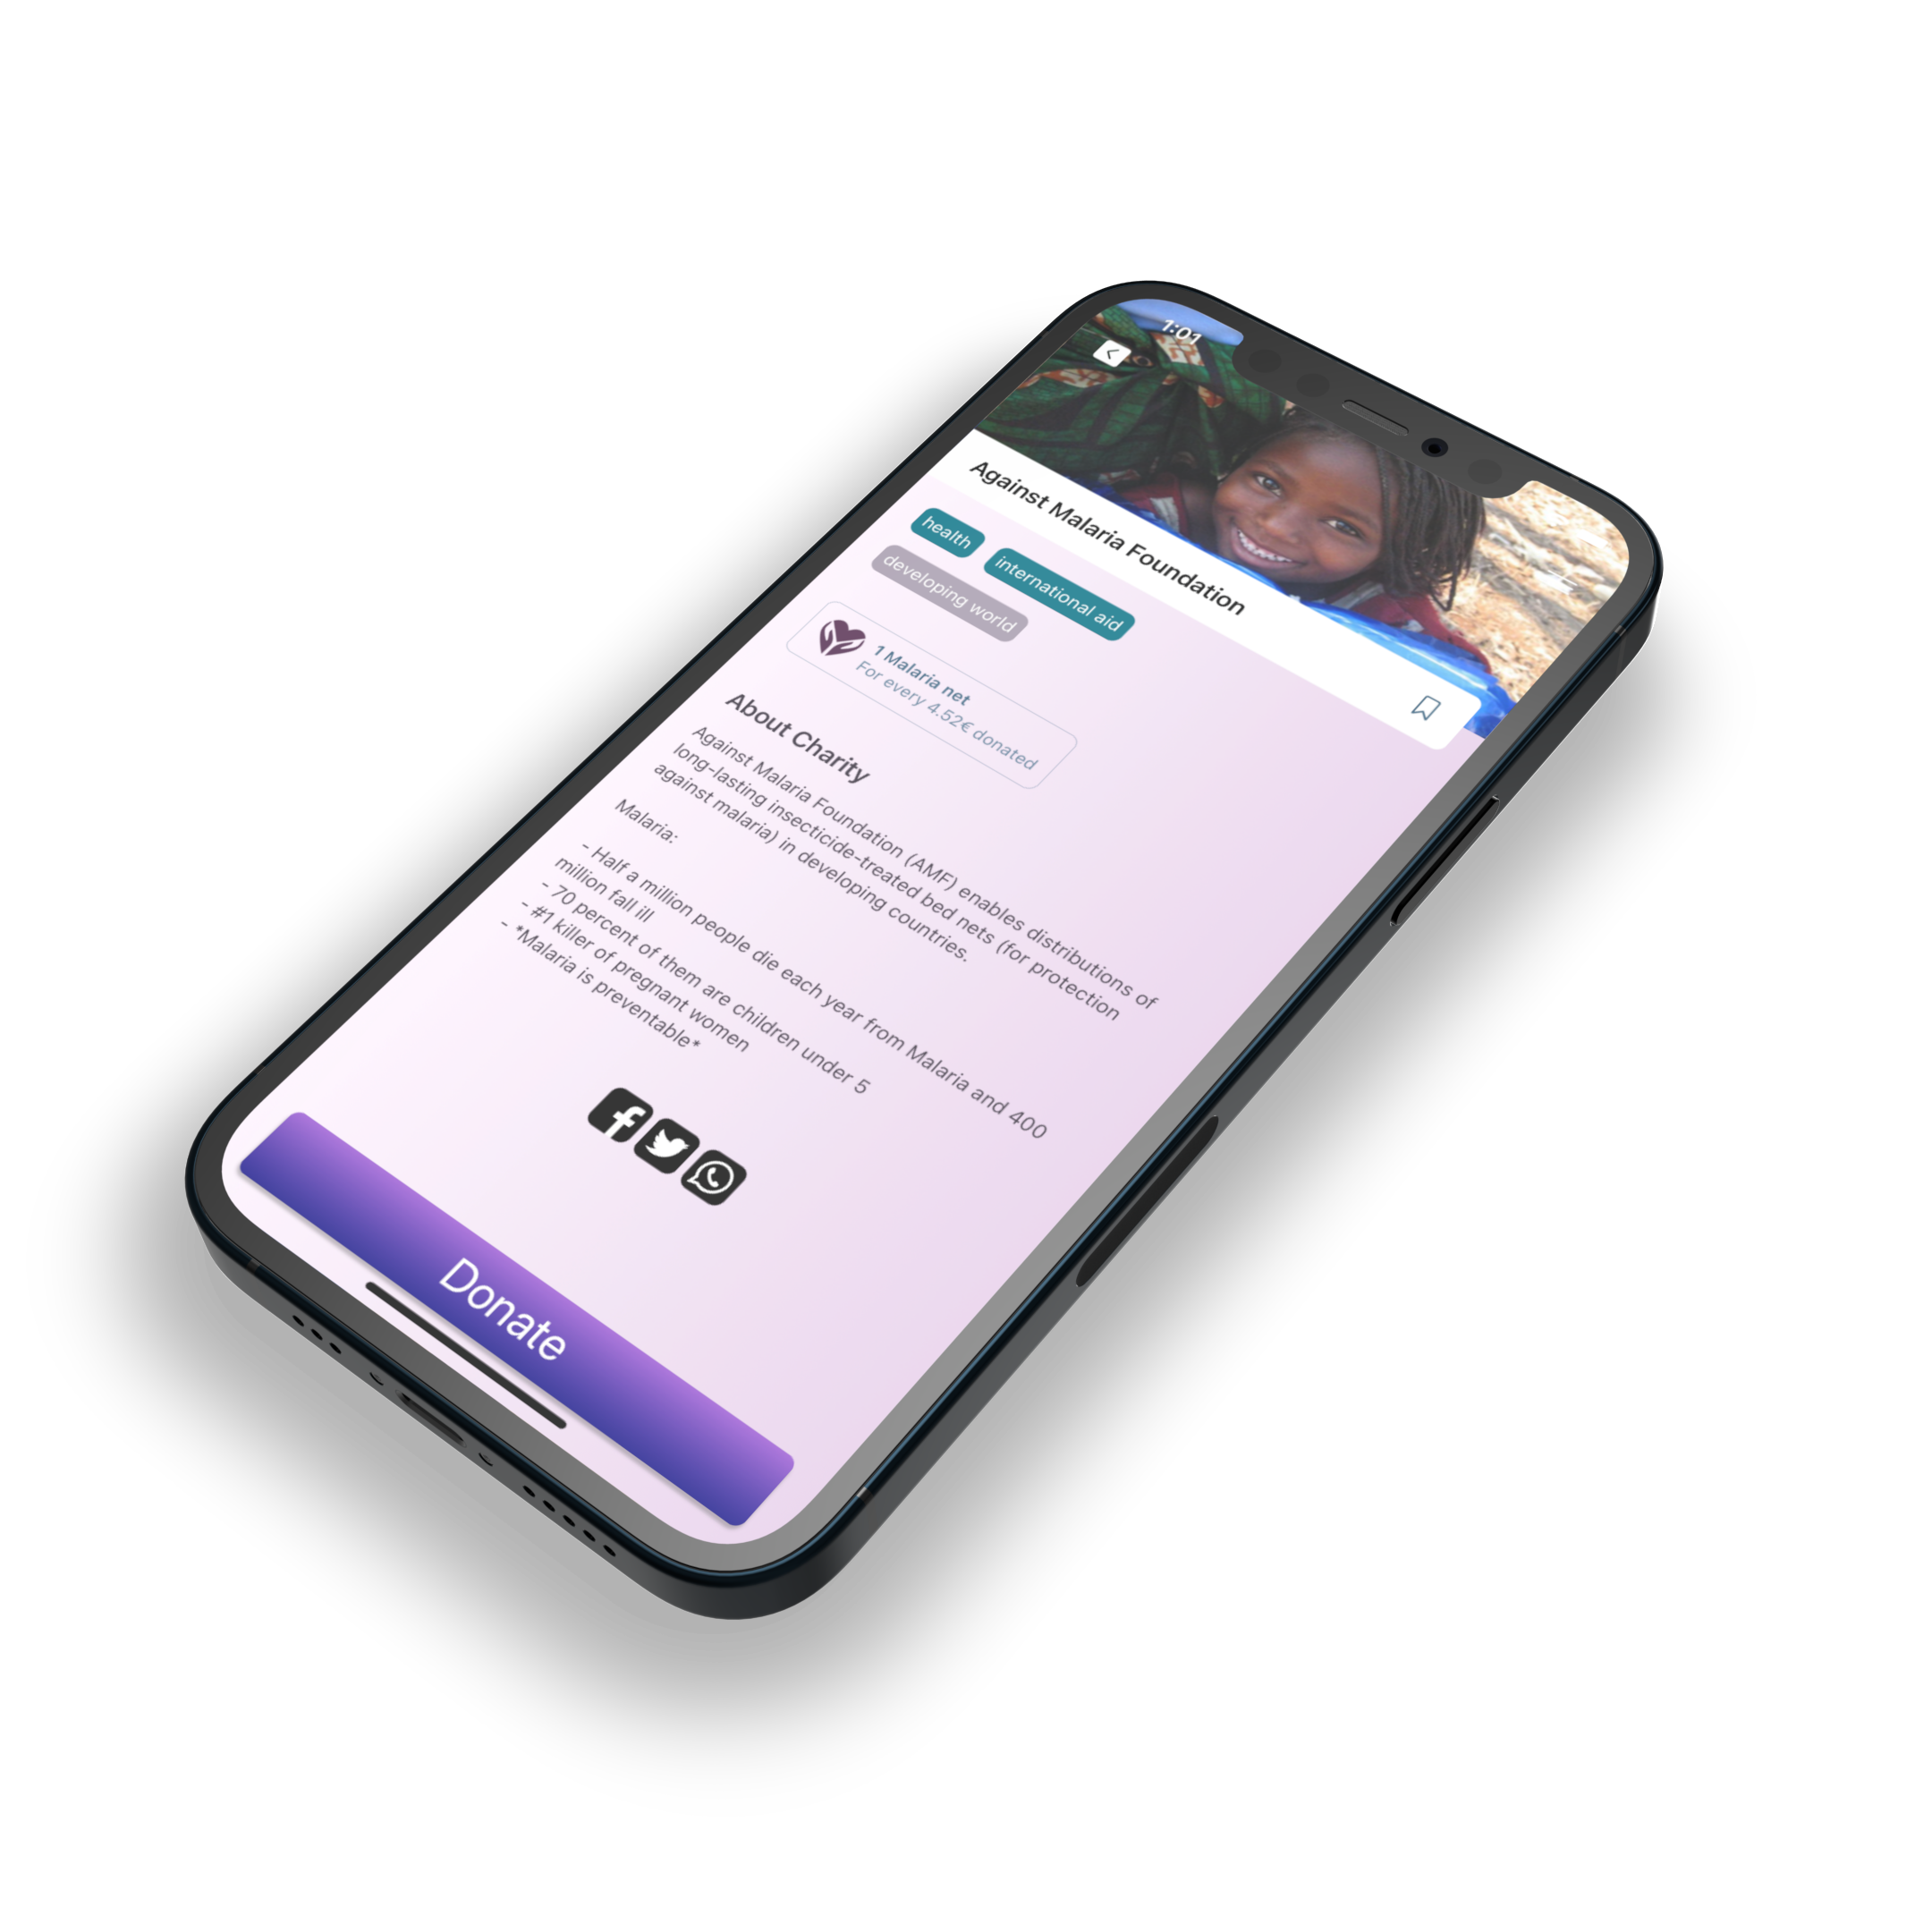 1:01
Against Malaria Foundation
health
international aid
developing world
1 Malaria net
For every 4.52€ donated
About Charity
Against Malaria Foundation (AMF) enables distributions of
long-lasting insecticide-treated bed nets (for protection
against malaria) in developing countries.
Malaria:
- Half a million people die each year from Malaria and 400
million fall ill
- 70 percent of them are children under 5
- #1 killer of pregnant women
- *Malaria is preventable*
Donate